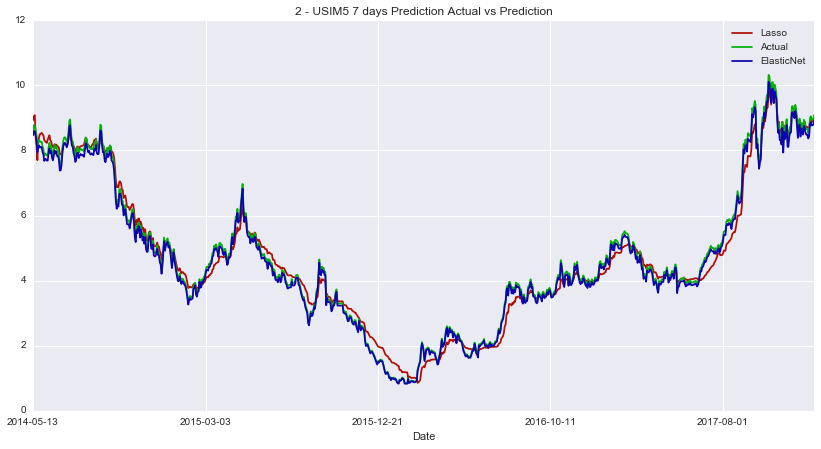 2 - USIM5 7 days Prediction Actual vs Prediction
12
10
8
6
4
2
0
Lasso
Actual
ElasticNet
2014-05-13
2015-03-03
2015-12-21
2016-10-11
2017-08-01
Date